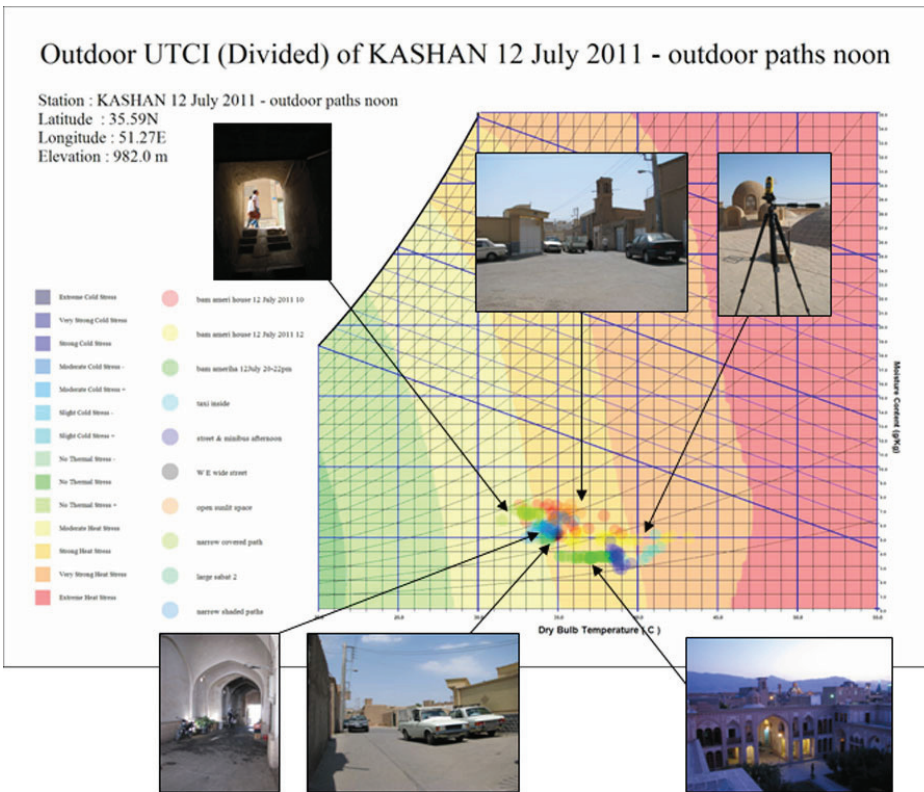 Outdoor UTCI (Divided) of KASHAN 12 July 2011 - outdoor paths noon
Station : KASHAN 12 July 2011 - outdoor paths noon
Latitude : 35.59N
Longitude : 51.27E
Elevation : 982.0 m
Extreme Cold Stress
Very Strong Cold Stress
Strong Cold Stress
Moderate Cold Stress -
Moderate Cold Stress +
Slight Cold Stress -
Slight Cold Stress +
No Thermal Stress -
No Thermal Stress
No Thermal Stress +
Moderate Heat Stress
Strong Heat Stress
Very Strong Heat Stress
Extreme Heat Stress
bam ameri house 12 July 2011 10
bam ameri house 12 July 2011 12
bam ameriha 12July 20-22pm
taxi inside
street & minibus afternoon
W E wide street
open sunlit space
narrow covered path
large sabat 2
narrow shaded paths
Moisture Content (g/Kg)
Dry Bulb Temperature ( C )